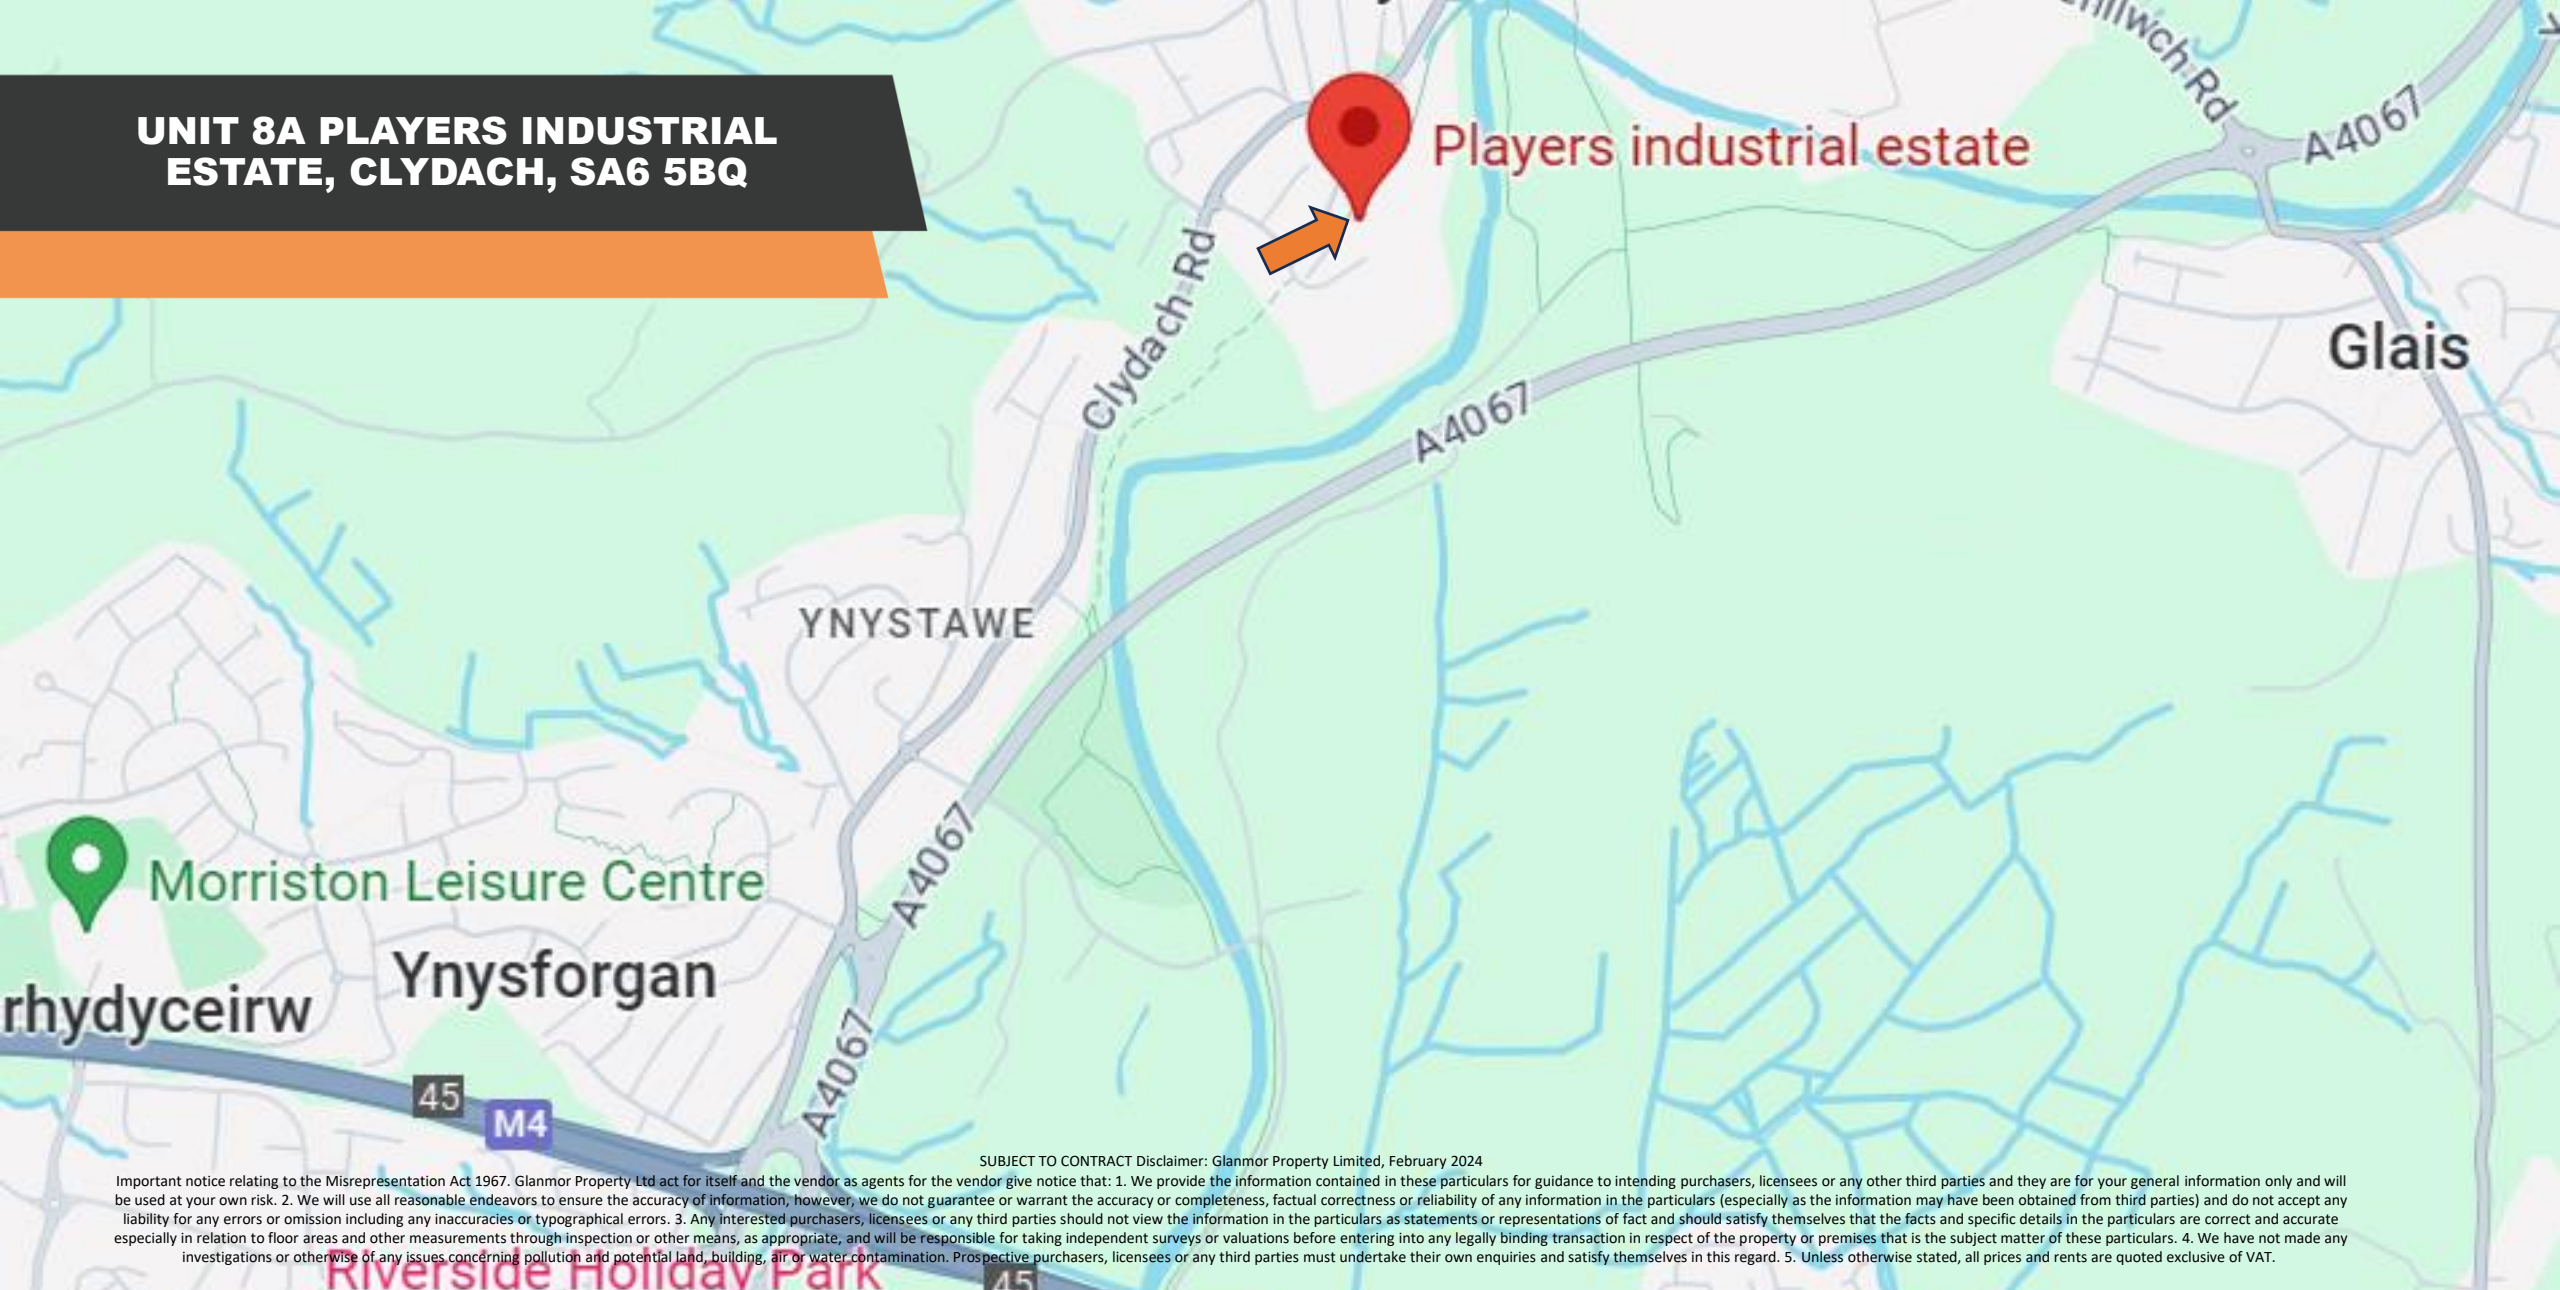 UNIT 8A PLAYERS INDUSTRIAL
ESTATE, CLYDACH, SA6 5BQ
Rd
A4067
Players industrial estate
Clydach Rd
Glais
A4067
YNYSTAWE
A4067
Morriston Leisure Centre
Ynysforgan
rhydyceirw
A4067
45
M4
SUBJECT TO CONTRACT Disclaimer: Glanmor Property Limited, February 2024
Important notice relating to the Misrepresentation Act 1967. Glanmor Property Ltd act for itself and the vendor as agents for the vendor give notice that: 1. We provide the information contained in these particulars for guidance to intending purchasers, licensees or any other third parties and they are for your general information only and will
be used at your own risk. 2. We will use all reasonable endeavors to ensure the accuracy of information, however, we do not guarantee or warrant the accuracy or completeness, factual correctness or reliability of any information in the particulars (especially as the information may have been obtained from third parties) and do not accept any
liability for any errors or omission including any inaccuracies or typographical errors. 3. Any interested purchasers, licensees or any third parties should not view the information in the particulars as statements or representations of fact and should satisfy themselves that the facts and specific details in the particulars are correct and accurate
especially in relation to floor areas and other measurements through inspection or other means, as appropriate, and will be responsible for taking independent surveys or valuations before entering into any legally binding transaction in respect of the property or premises that is the subject matter of these particulars. 4. We have not made any
investigations or otherwise of any issues concerning pollution and potential land, building, air or water contamination. Prospective purchasers, licensees or any third parties must undertake their own enquiries and satisfy themselves in this regard. 5. Unless otherwise stated, all prices and rents are quoted exclusive of VAT.
Riverside Holiday Park
45